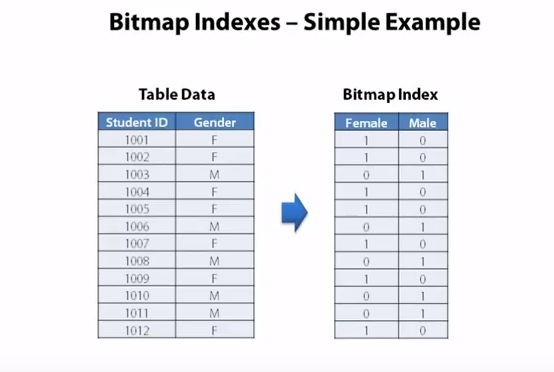 Bitmap Indexes – Simple Example
Table Data
Student ID Gender
1001 F
1002 F
1003 M
1004 F
1005 F
1006 M
1007 F
1008 M
1009 F
1010 M
1011 M
1012 F
Bitmap Index
Female Male
1 0
1 0
0 1
1 0
1 0
0 1
1 0
0 1
1 0
0 1
0 1
1 0